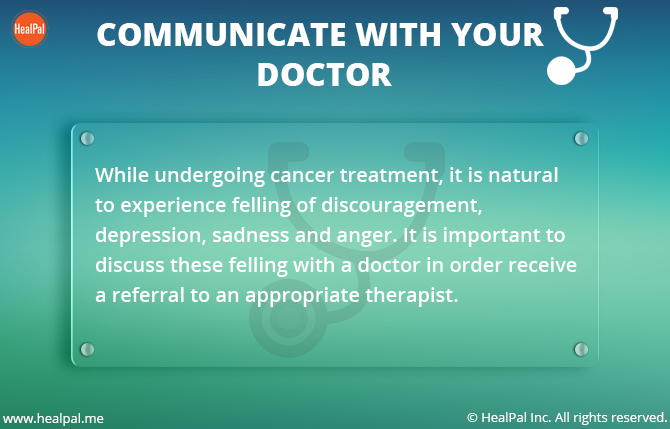 HealPal
COMMUNICATE WITH YOUR
DOCTOR
While undergoing cancer treatment, it is natural
to experience felling of discouragement,
depression, sadness and anger. It is important to
discuss these felling with a doctor in order receive
a referral to an appropriate therapist.
www.healpal.me
© HealPal Inc. All rights reserved.